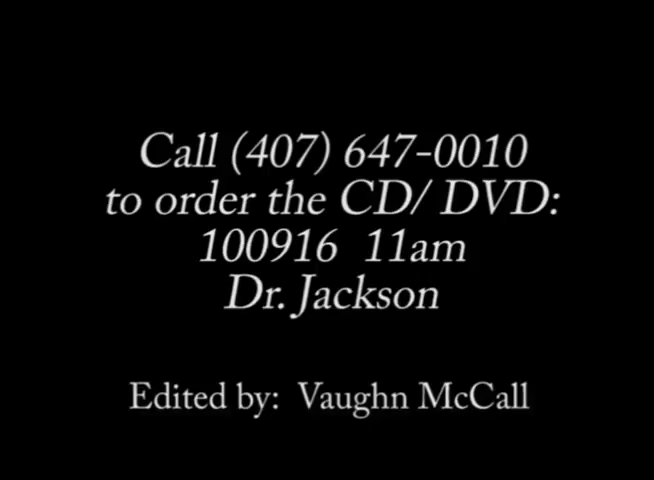 Call (407) 647-0010
to order the CD/ DVD:
100916  11am
Dr. Jackson
Edited by:  Vaughn McCall